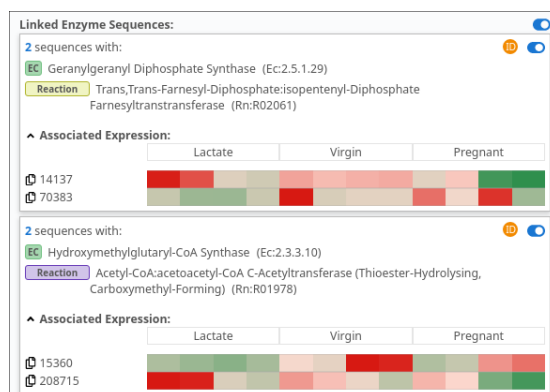 Linked Enzyme Sequences:
2 sequences with:
ID
EC Geranylgeranyl Diphosphate Synthase (Ec:2.5.1.29)
Reaction Trans,Trans-Farnesyl-Diphosphate:isopentenyl-Diphosphate
Farnesyltranstransferase (Rn:R02061)
Associated Expression:
Lactate Virgin Pregnant
14137
70383
2 sequences with:
ID
EC Hydroxymethylglutaryl-CoA Synthase (Ec:2.3.3.10)
Reaction Acetyl-CoA:acetoacetyl-CoA C-Acetyltransferase (Thioester-Hydrolysing,
Carboxymethyl-Forming) (Rn:R01978)
Associated Expression:
Lactate Virgin Pregnant
15360
208715